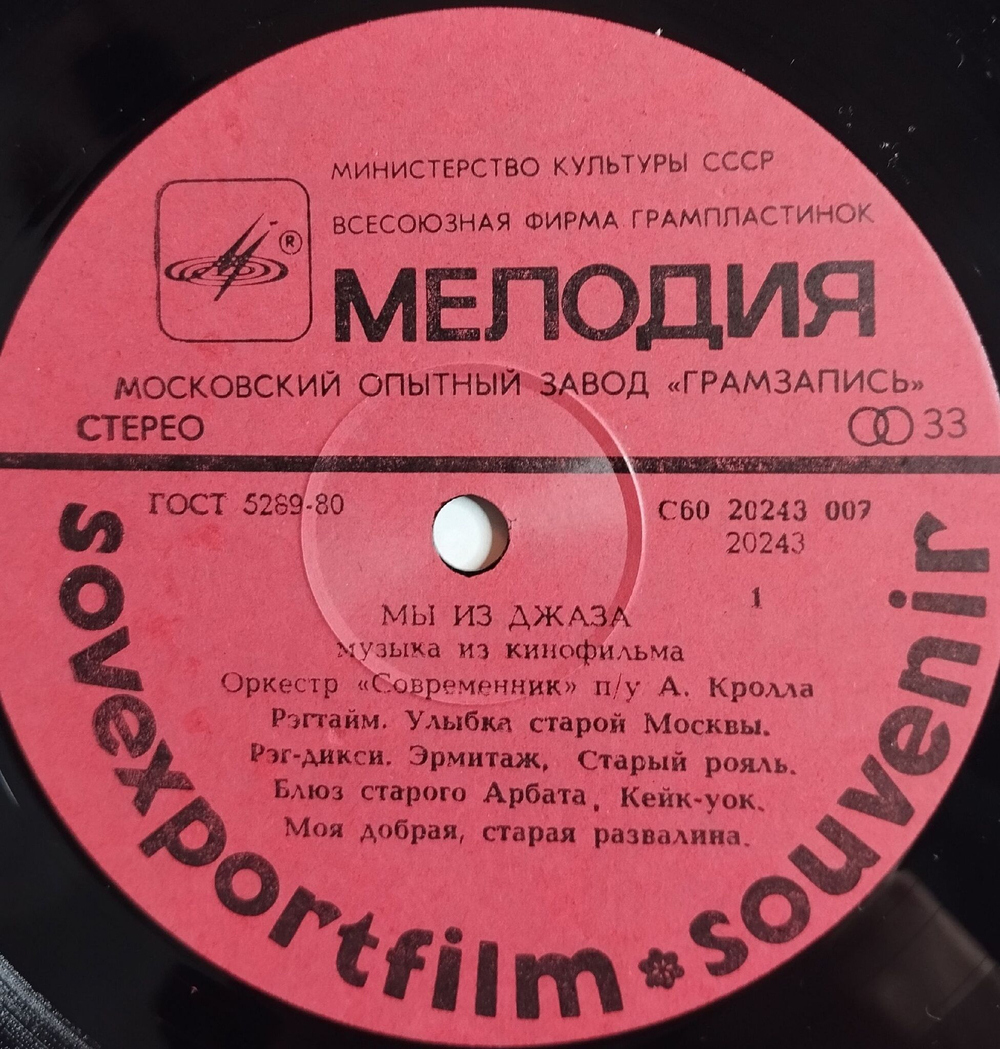 МИНИСТЕРСТВО КУЛЬТУРЫ СССР
ВСЕСОЮЗНАЯ ФИРМА ГРАМПЛАСТИНОК
®
МЕЛОДИЯ
МОСКОВСКИЙ ОПЫТНЫЙ ЗАВОД «ГРАМЗАПИСЬ»
СТЕРЕО
33
ГОСТ 5289-80
С60 20243 007
20243
1
МЫ ИЗ ДЖАЗА
музыка из кинофильма
Оркестр «Современник» п/у А. Кролла
Рэгтайм. Улыбка старой Москвы.
Рэг-дикси. Эрмитаж. Старый рояль.
Блюз старого Арбата. Кейк-уок.
Моя добрая, старая развалина.
sovexportfilm * souvenir